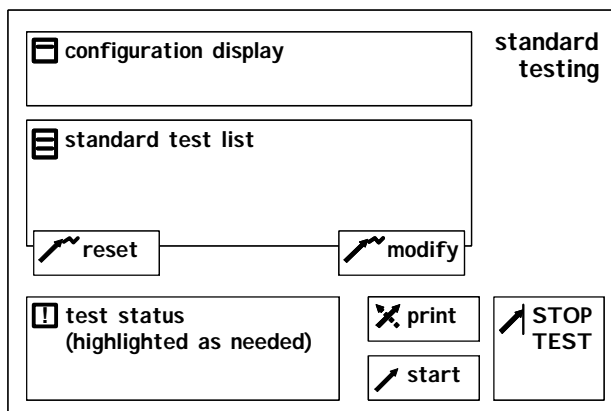 configuration display
standard
testing
standard test list
reset
modify
test status
(highlighted as needed)
print
start
STOP
TEST